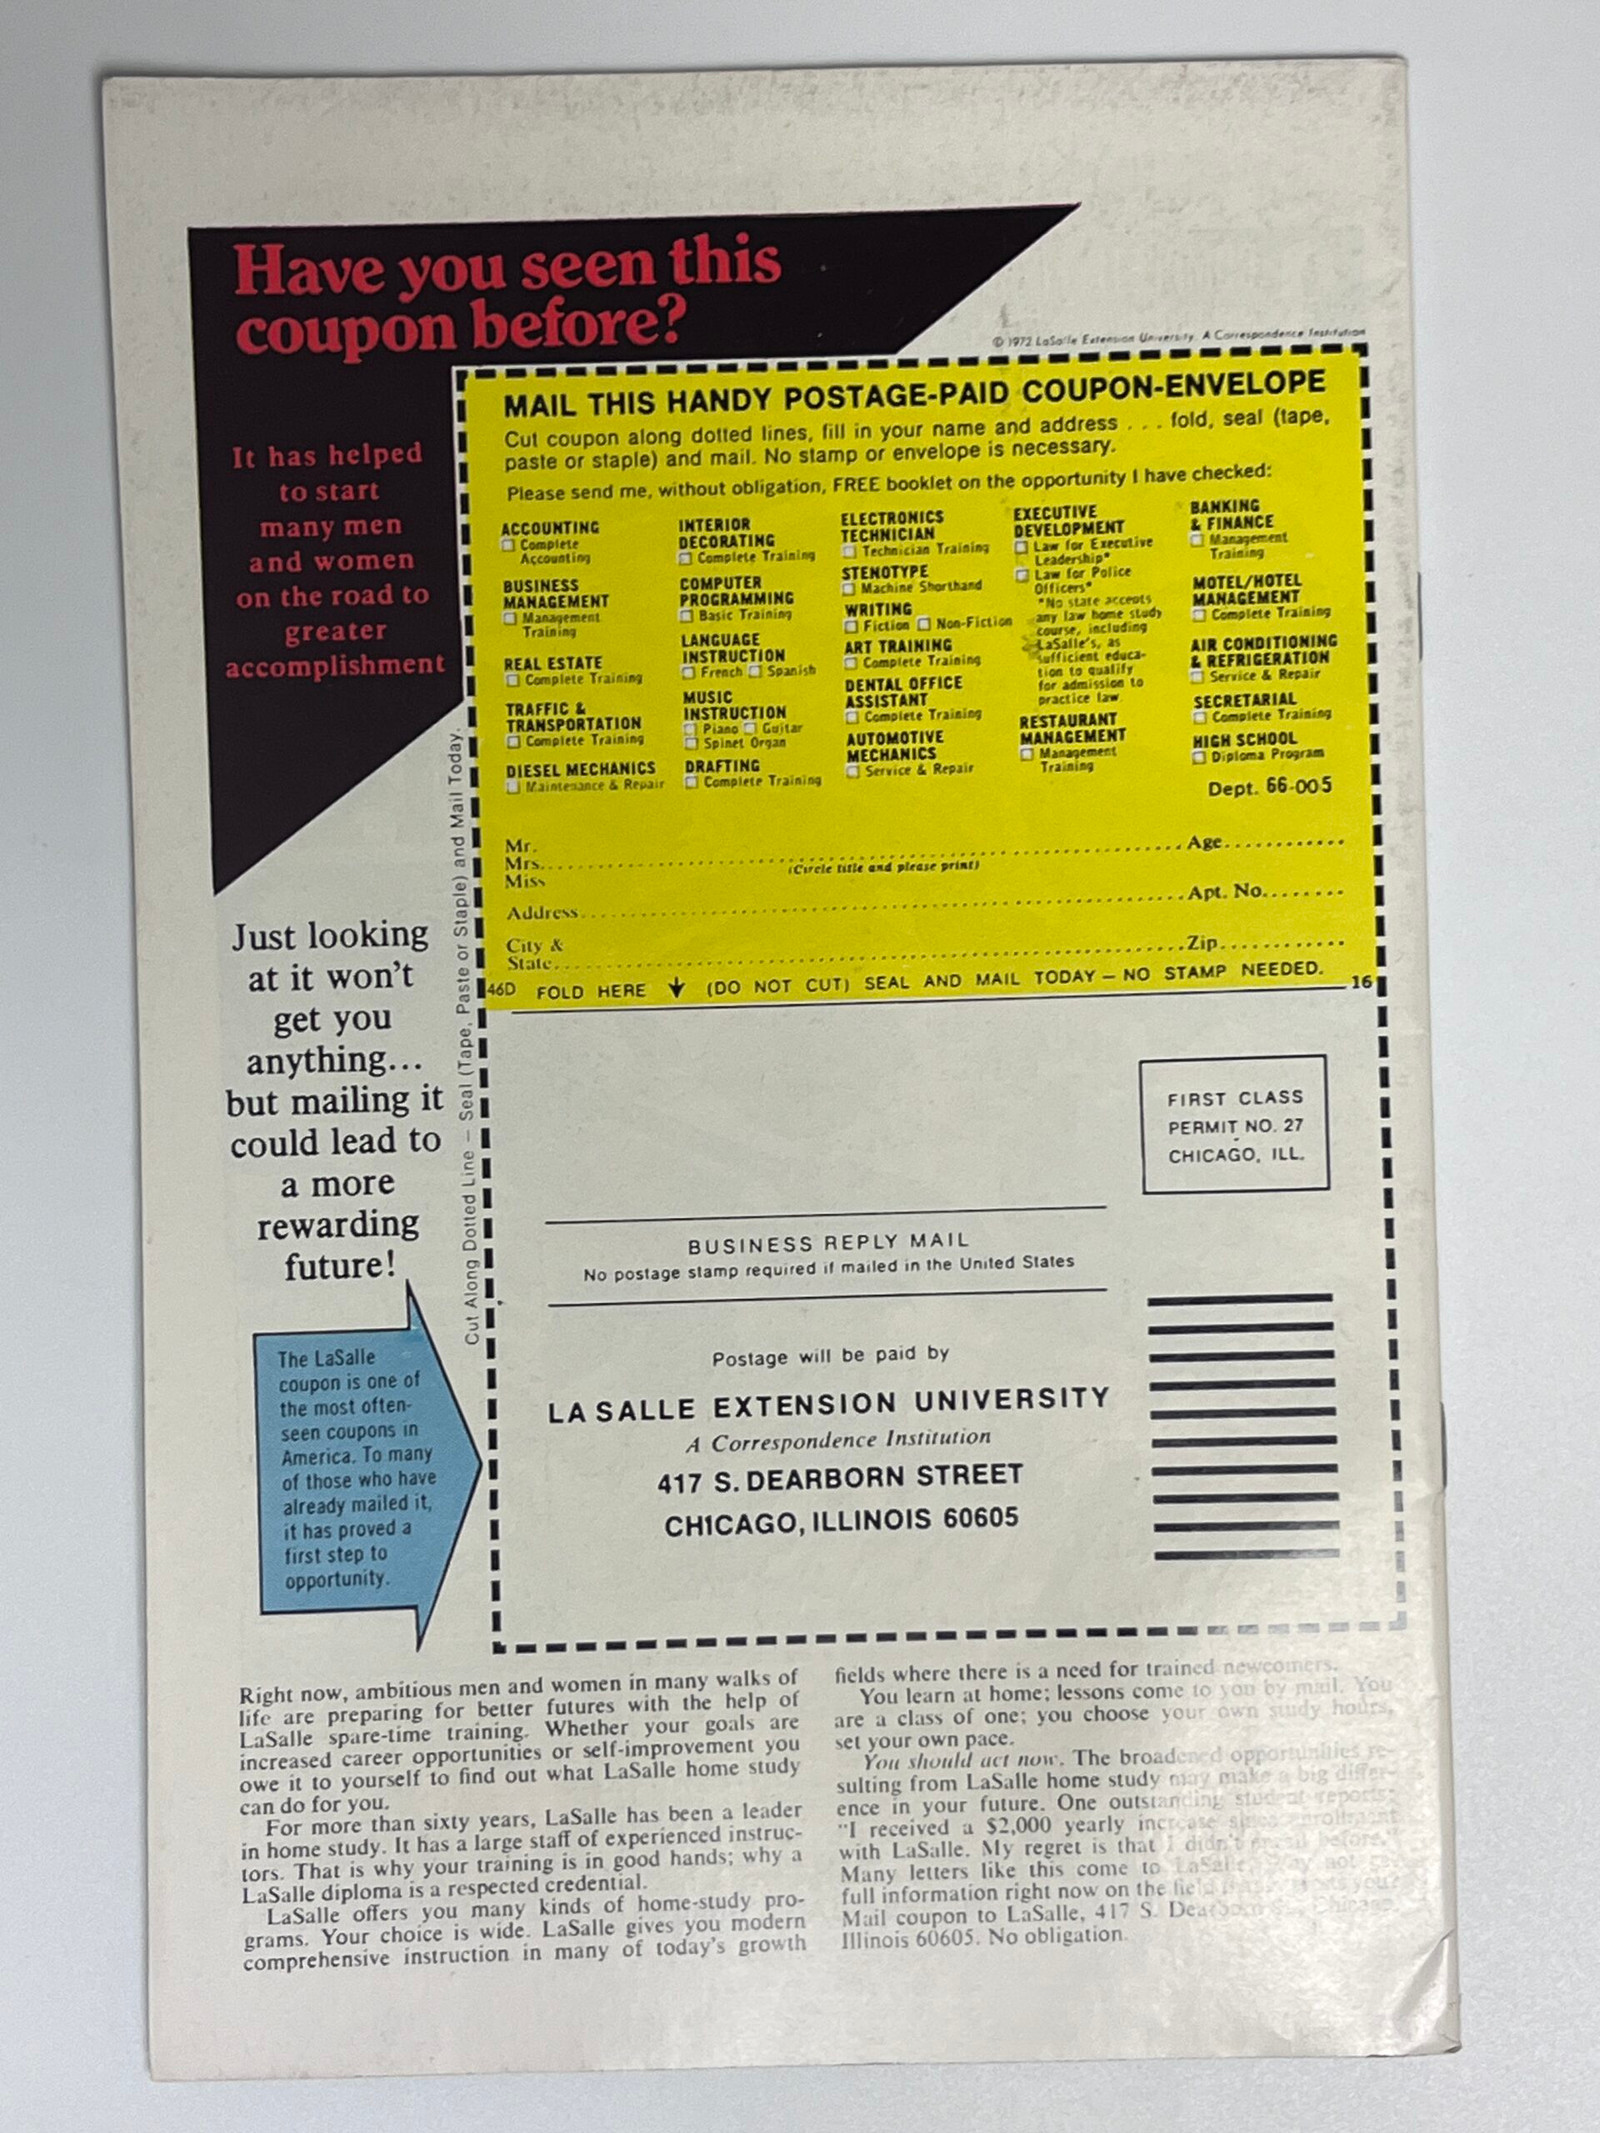 Have you seen this
coupon before?
It has helped
to start
many men
and women
on the road to
greater
accomplishment
© 1972 LaSalle Extension University, A Correspondence Institution
MAIL THIS HANDY POSTAGE-PAID COUPON-ENVELOPE
Cut coupon along dotted lines, fill in your name and address . . . fold, seal (tape,
paste or staple) and mail. No stamp or envelope is necessary.
Please send me, without obligation, FREE booklet on the opportunity I have checked:
ACCOUNTING
Complete
Accounting
BUSINESS
MANAGEMENT
Management
Training
REAL ESTATE
Complete Training
TRAFFIC &
TRANSPORTATION
Complete Training
DIESEL MECHANICS
Maintenance & Repair
INTERIOR
DECORATING
Complete Training
COMPUTER
PROGRAMMING
Basic Training
LANGUAGE
INSTRUCTION
French Spanish
MUSIC
INSTRUCTION
Piano Guitar
Spinet Organ
DRAFTING
Complete Training
ELECTRONICS
TECHNICIAN
Technician Training
STENOTYPE
Machine Shorthand
WRITING
Fiction Non-Fiction
ART TRAINING
Complete Training
DENTAL OFFICE
ASSISTANT
Complete Training
AUTOMOTIVE
MECHANICS
Service & Repair
EXECUTIVE
DEVELOPMENT
Law for Executive
Leadership*
Law for Police
Officers*
*No state accepts
any law home study
course, including
LaSalle's, as
sufficient educa-
tion to qualify
for admission to
practice law.
RESTAURANT
MANAGEMENT
Management
Training
BANKING
& FINANCE
Management
Training
MOTEL/HOTEL
MANAGEMENT
Complete Training
AIR CONDITIONING
& REFRIGERATION
Service & Repair
SECRETARIAL
Complete Training
HIGH SCHOOL
Diploma Program
Dept. 66-005
Mr.
Mrs. Age
Miss (Circle title and please print)
Address Apt. No.
City &
State Zip
46D FOLD HERE (DO NOT CUT) SEAL AND MAIL TODAY — NO STAMP NEEDED. 16
Cut Along Dotted Line — Seal (Tape, Paste or Staple) and Mail Today.
Just looking
at it won't
get you
anything...
but mailing it
could lead to
a more
rewarding
future!
The LaSalle
coupon is one of
the most often-
seen coupons in
America. To many
of those who have
already mailed it,
it has proved a
first step to
opportunity.
FIRST CLASS
PERMIT NO. 27
CHICAGO, ILL.
BUSINESS REPLY MAIL
No postage stamp required if mailed in the United States
Postage will be paid by
LA SALLE EXTENSION UNIVERSITY
A Correspondence Institution
417 S. DEARBORN STREET
CHICAGO, ILLINOIS 60605
Right now, ambitious men and women in many walks of
life are preparing for better futures with the help of
LaSalle spare-time training. Whether your goals are
increased career opportunities or self-improvement you
owe it to yourself to find out what LaSalle home study
can do for you.
For more than sixty years, LaSalle has been a leader
in home study. It has a large staff of experienced instruc-
tors. That is why your training is in good hands; why a
LaSalle diploma is a respected credential.
LaSalle offers you many kinds of home-study pro-
grams. Your choice is wide. LaSalle gives you modern
comprehensive instruction in many of today's growth
fields where there is a need for trained newcomers.
You learn at home; lessons come to you by mail. You
are a class of one; you choose your own study hours,
set your own pace.
You should act now. The broadened opportunities re-
sulting from LaSalle home study may make a big differ-
ence in your future. One outstanding student reports:
"I received a $2,000 yearly increase since enrollment
with LaSalle. My regret is that I didn't enroll before."
Many letters like this come to LaSalle.
full information right now on the field
Mail coupon to LaSalle, 417 S. Dearborn Chicago,
Illinois 60605. No obligation.